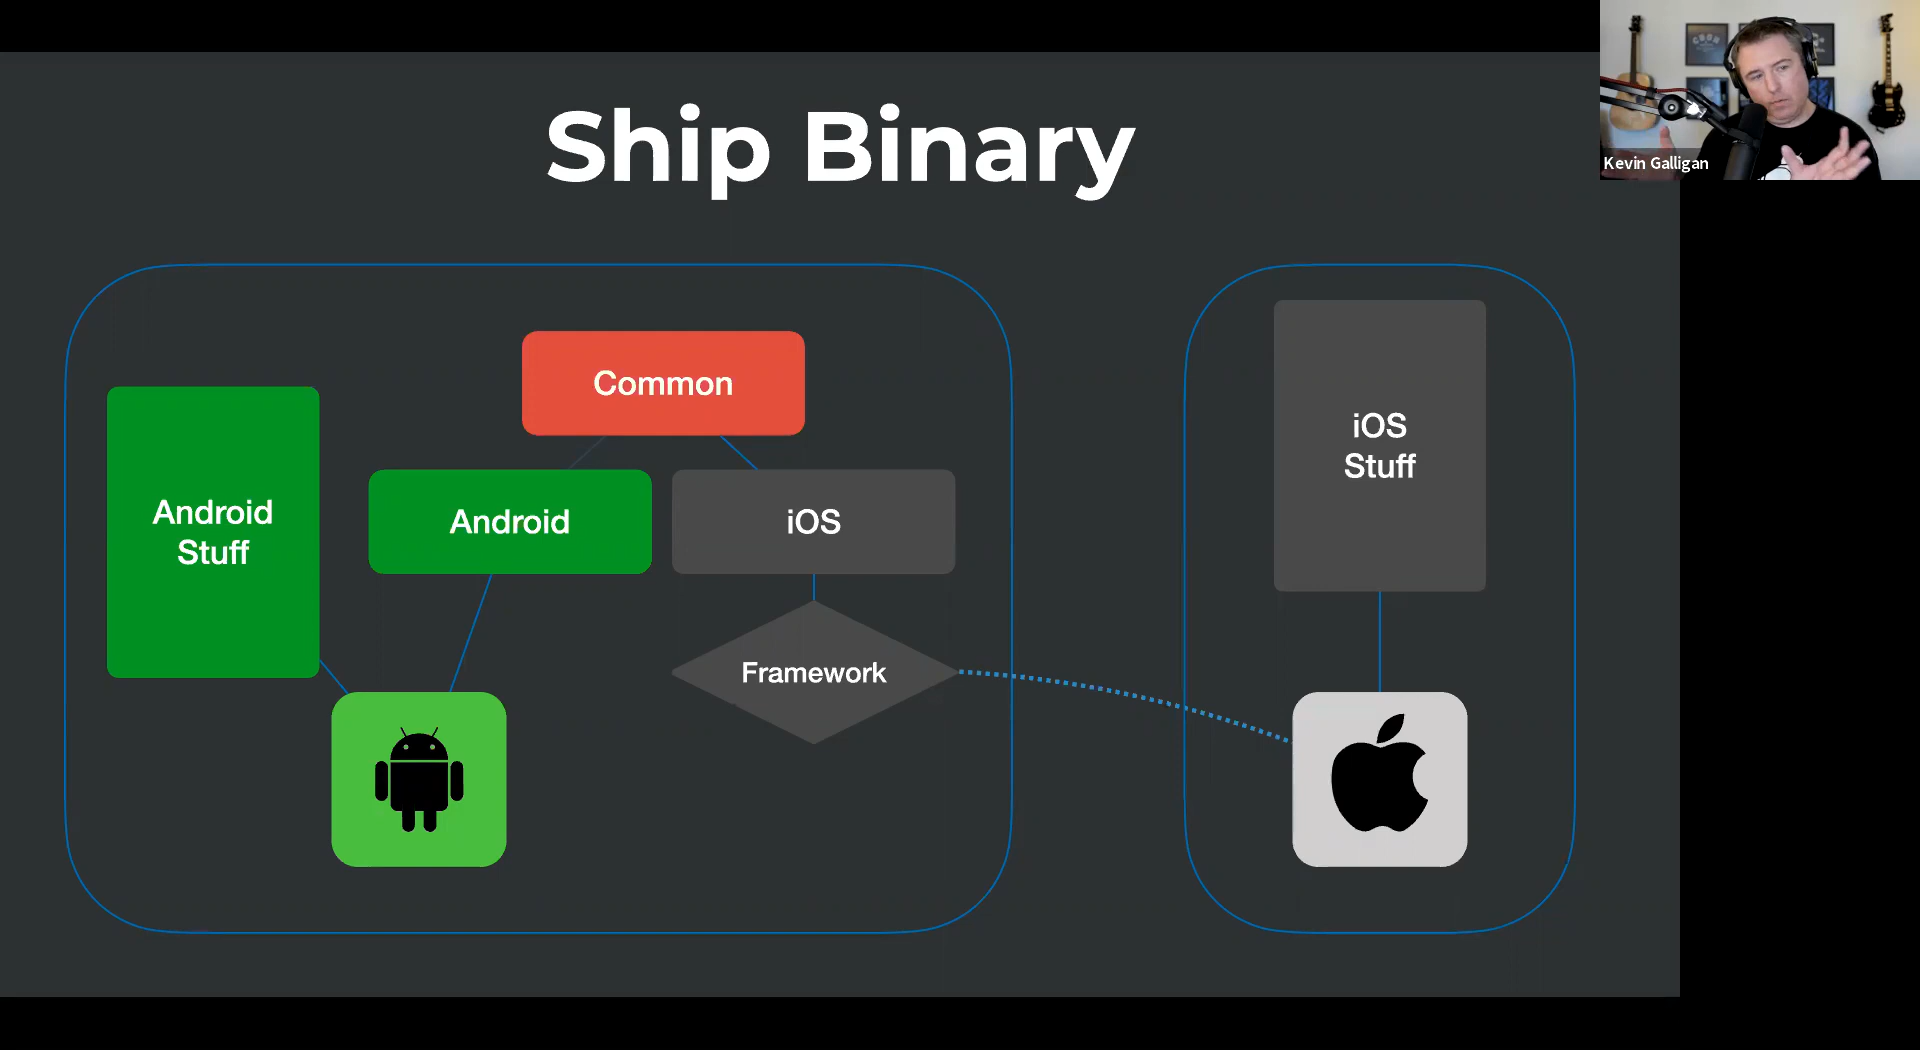 Ship Binary
Kevin Galligan
Common
Android
Stuff
Android
iOS
Framework
iOS
Stuff